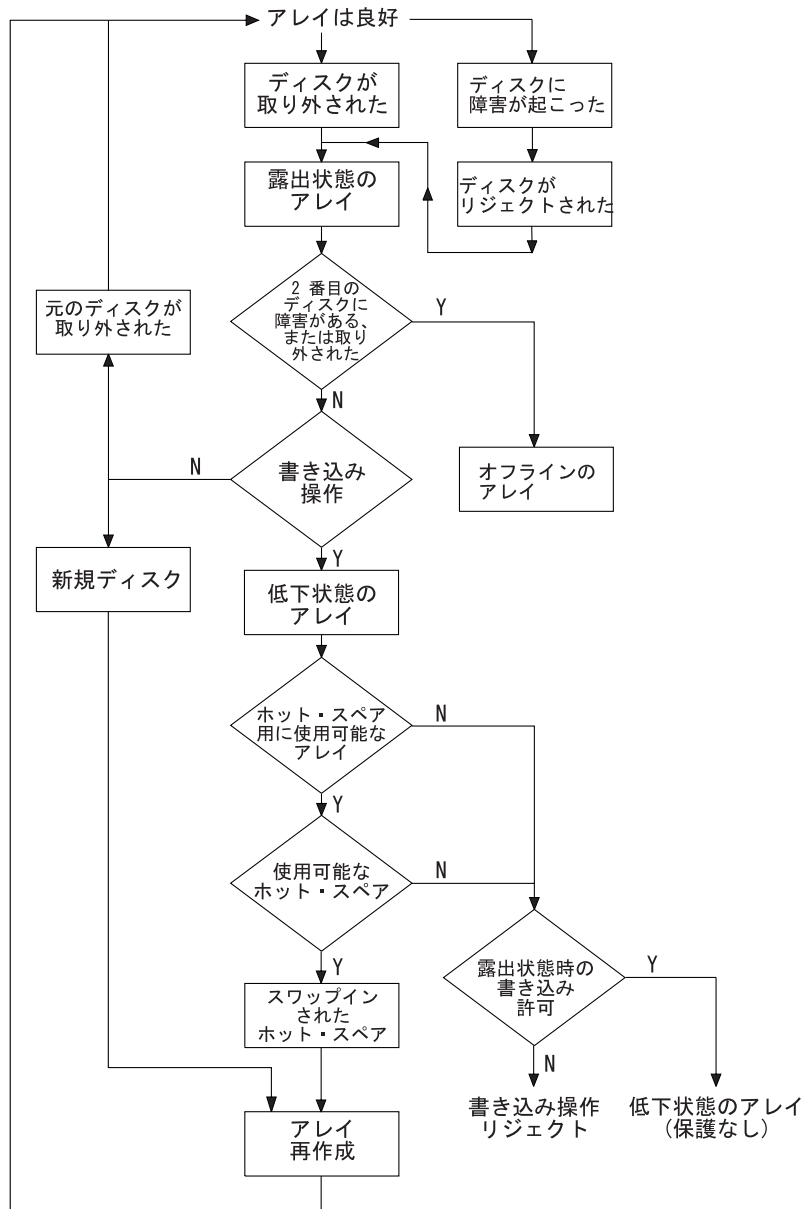 アレイは良好
ディスクが
取り外された
ディスクに
障害が起こった
露出状態の
アレイ
ディスクが
リジェクトされた
元のディスクが
取り外された
2 番目の
ディスクに
障害がある、
または取り
外された
Y
N
書き込み
操作
N
オフラインの
アレイ
Y
新規ディスク
低下状態の
アレイ
ホット・スペア
用に使用可能な
アレイ
N
Y
使用可能な
ホット・スペア
N
Y
露出状態時の
書き込み
許可
Y
N
スワップイン
された
ホット・スペア
書き込み操作
リジェクト
低下状態のアレイ
(保護なし)
アレイ
再作成